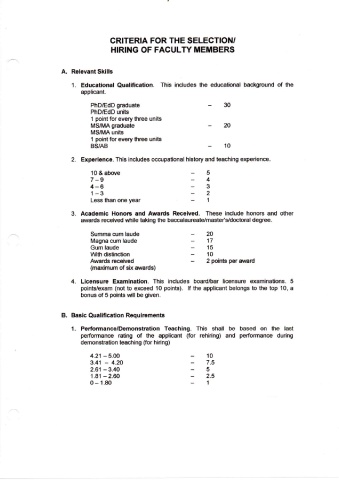 CRITERIA FOR THE SELECTION/
HIRING OF FACULTY MEMBERS
A. Relevant Skills
1. Educational Qualification. This includes the educational background of the
applicant.
PhD/EdD graduate – 30
PhD/EdD units
1 point for every three units
MS/MA graduate – 20
MS/MA units
1 point for every three units
BS/AB – 10
2. Experience. This includes occupational history and teaching experience.
10 & above – 5
7 – 9 – 4
4 – 6 – 3
1 – 3 – 2
Less than one year – 1
3. Academic Honors and Awards Received. These include honors and other
awards received while taking the baccalaureate/master's/doctoral degree.
Summa cum laude – 20
Magna cum laude – 17
Cum laude – 15
With distinction – 10
Awards received – 2 points per award
(maximum of six awards)
4. Licensure Examination. This includes board/bar licensure examinations. 5
points/exam (not to exceed 10 points). If the applicant belongs to the top 10, a
bonus of 5 points will be given.
B. Basic Qualification Requirements
1. Performance/Demonstration Teaching. This shall be based on the last
performance rating of the applicant (for rehiring) and performance during
demonstration teaching (for hiring)
4.21 – 5.00 – 10
3.41 – 4.20 – 7.5
2.61 – 3.40 – 5
1.81 – 2.60 – 2.5
0 – 1.80 – 1